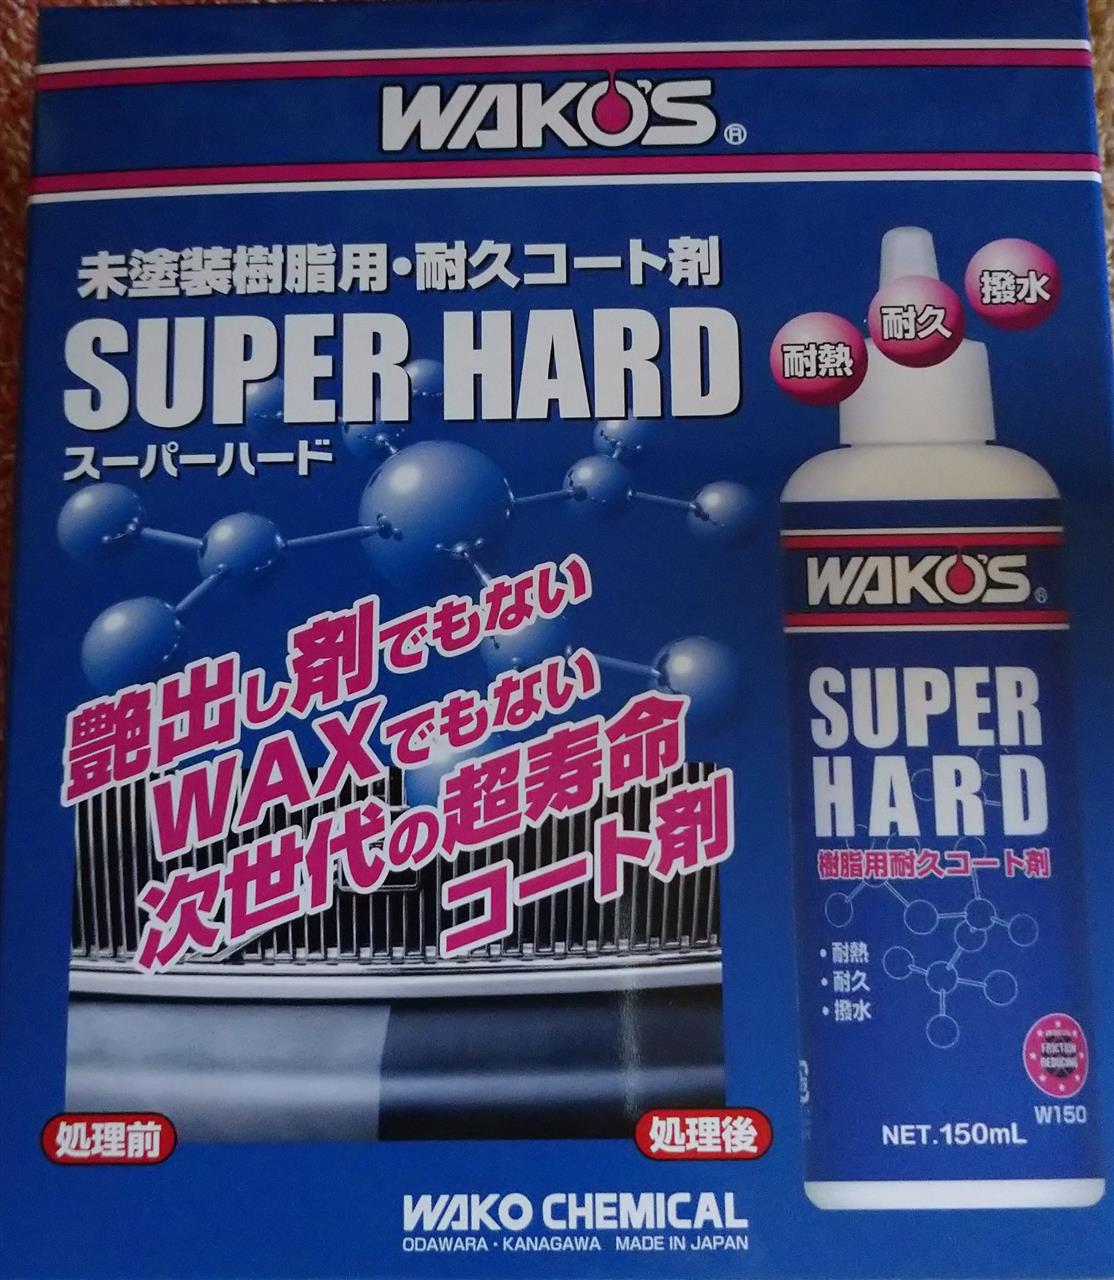 WAKO'S®
未塗装樹脂用・耐久コート剤
SUPER HARD
スーパーハード
耐熱
耐久
撥水
艶出し剤でもない
WAXでもない
次世代の超寿命
コート剤
処理前
処理後
WAKO'S®
SUPER
HARD
樹脂用耐久コート剤
・耐熱
・耐久
・撥水
FRICTION
REDUCING
W150
NET.150mL
WAKO CHEMICAL
ODAWARA・KANAGAWA MADE IN JAPAN